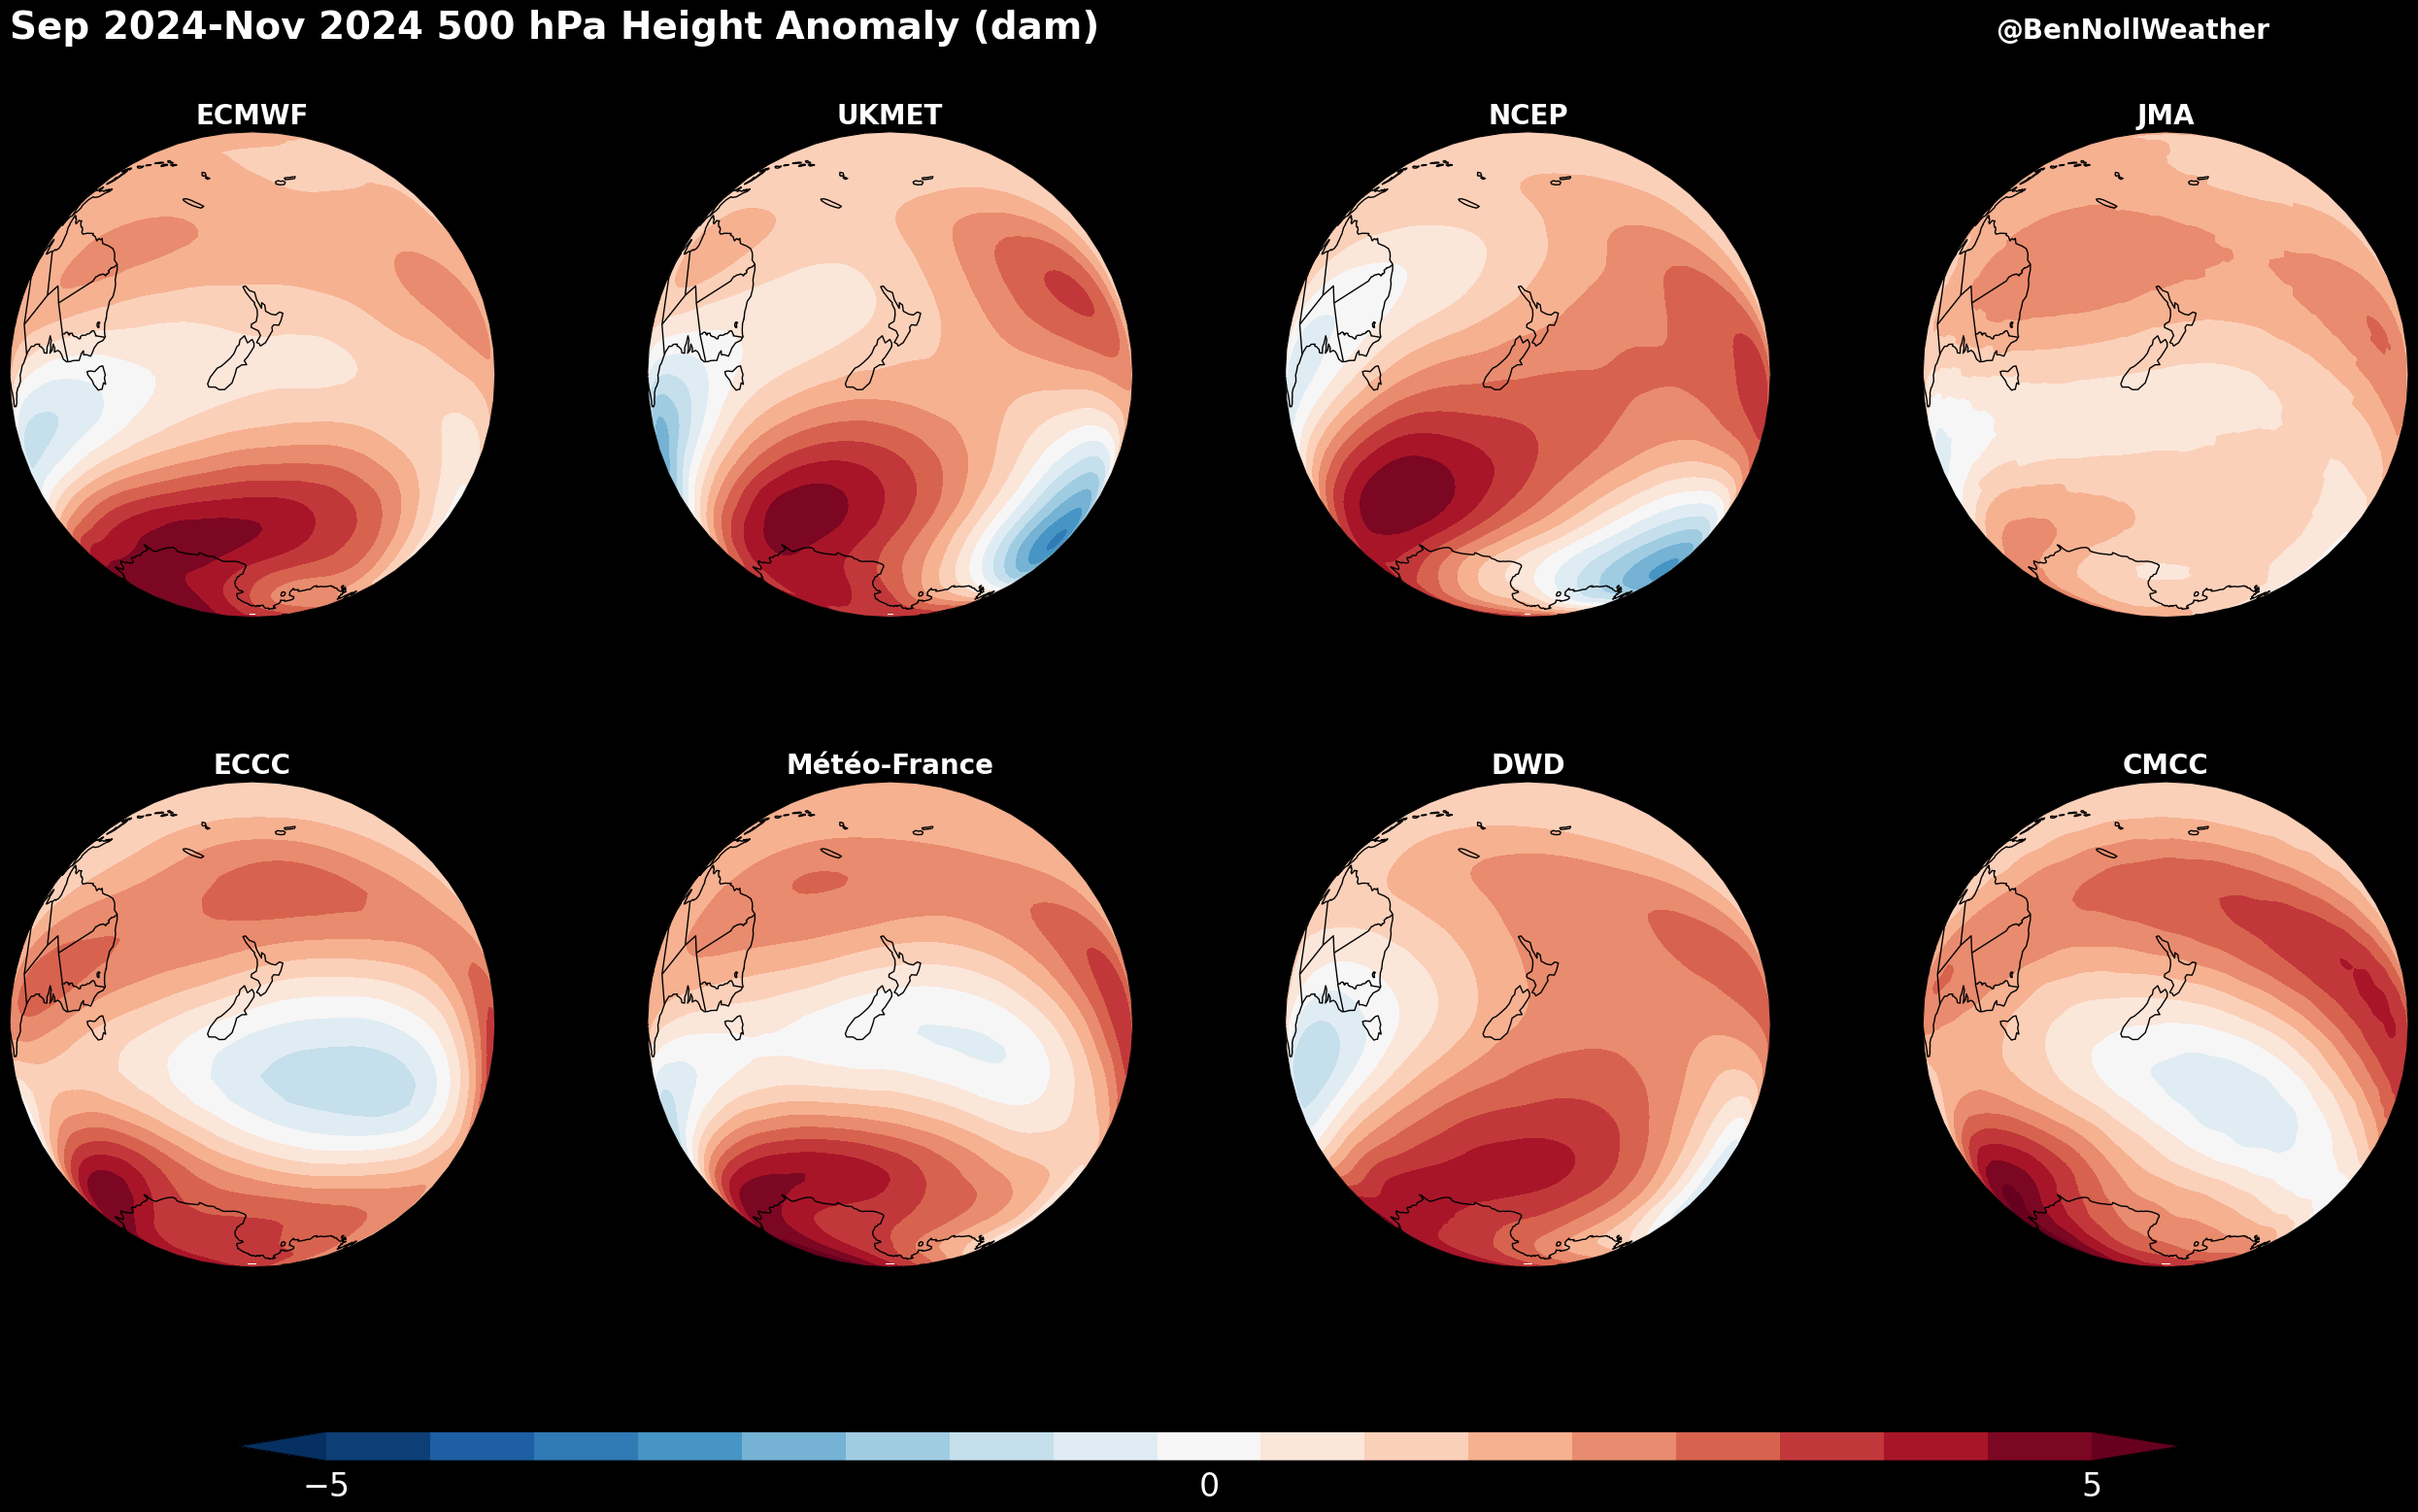 Sep 2024-Nov 2024 500 hPa Height Anomaly (dam)
@BenNollWeather
ECMWF
UKMET
NCEP
JMA
ECCC
Météo-France
DWD
CMCC
−5
0
5